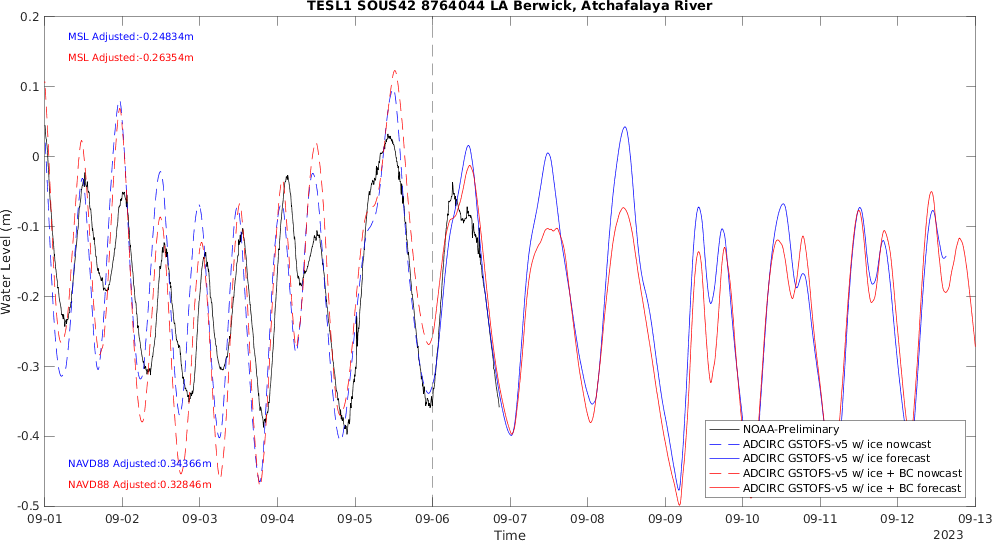 TESL1 SOUS42 8764044 LA Berwick, Atchafalaya River
MSL Adjusted:-0.24834m
MSL Adjusted:-0.26354m
NAVD88 Adjusted:0.34366m
NAVD88 Adjusted:0.32846m
Water Level (m)
0.2
0.1
0
-0.1
-0.2
-0.3
-0.4
-0.5
NOAA-Preliminary
ADCIRC GSTOFS-v5 w/ ice nowcast
ADCIRC GSTOFS-v5 w/ ice forecast
ADCIRC GSTOFS-v5 w/ ice + BC nowcast
ADCIRC GSTOFS-v5 w/ ice + BC forecast
09-01 09-02 09-03 09-04 09-05 09-06 09-07 09-08 09-09 09-10 09-11 09-12 09-13
Time
2023